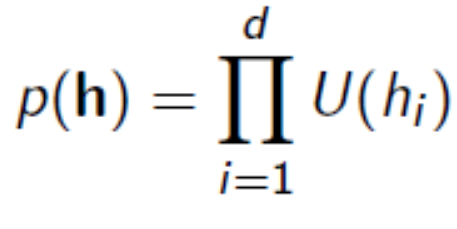 p(h) = ∏_{i=1}^{d} U(h_i)